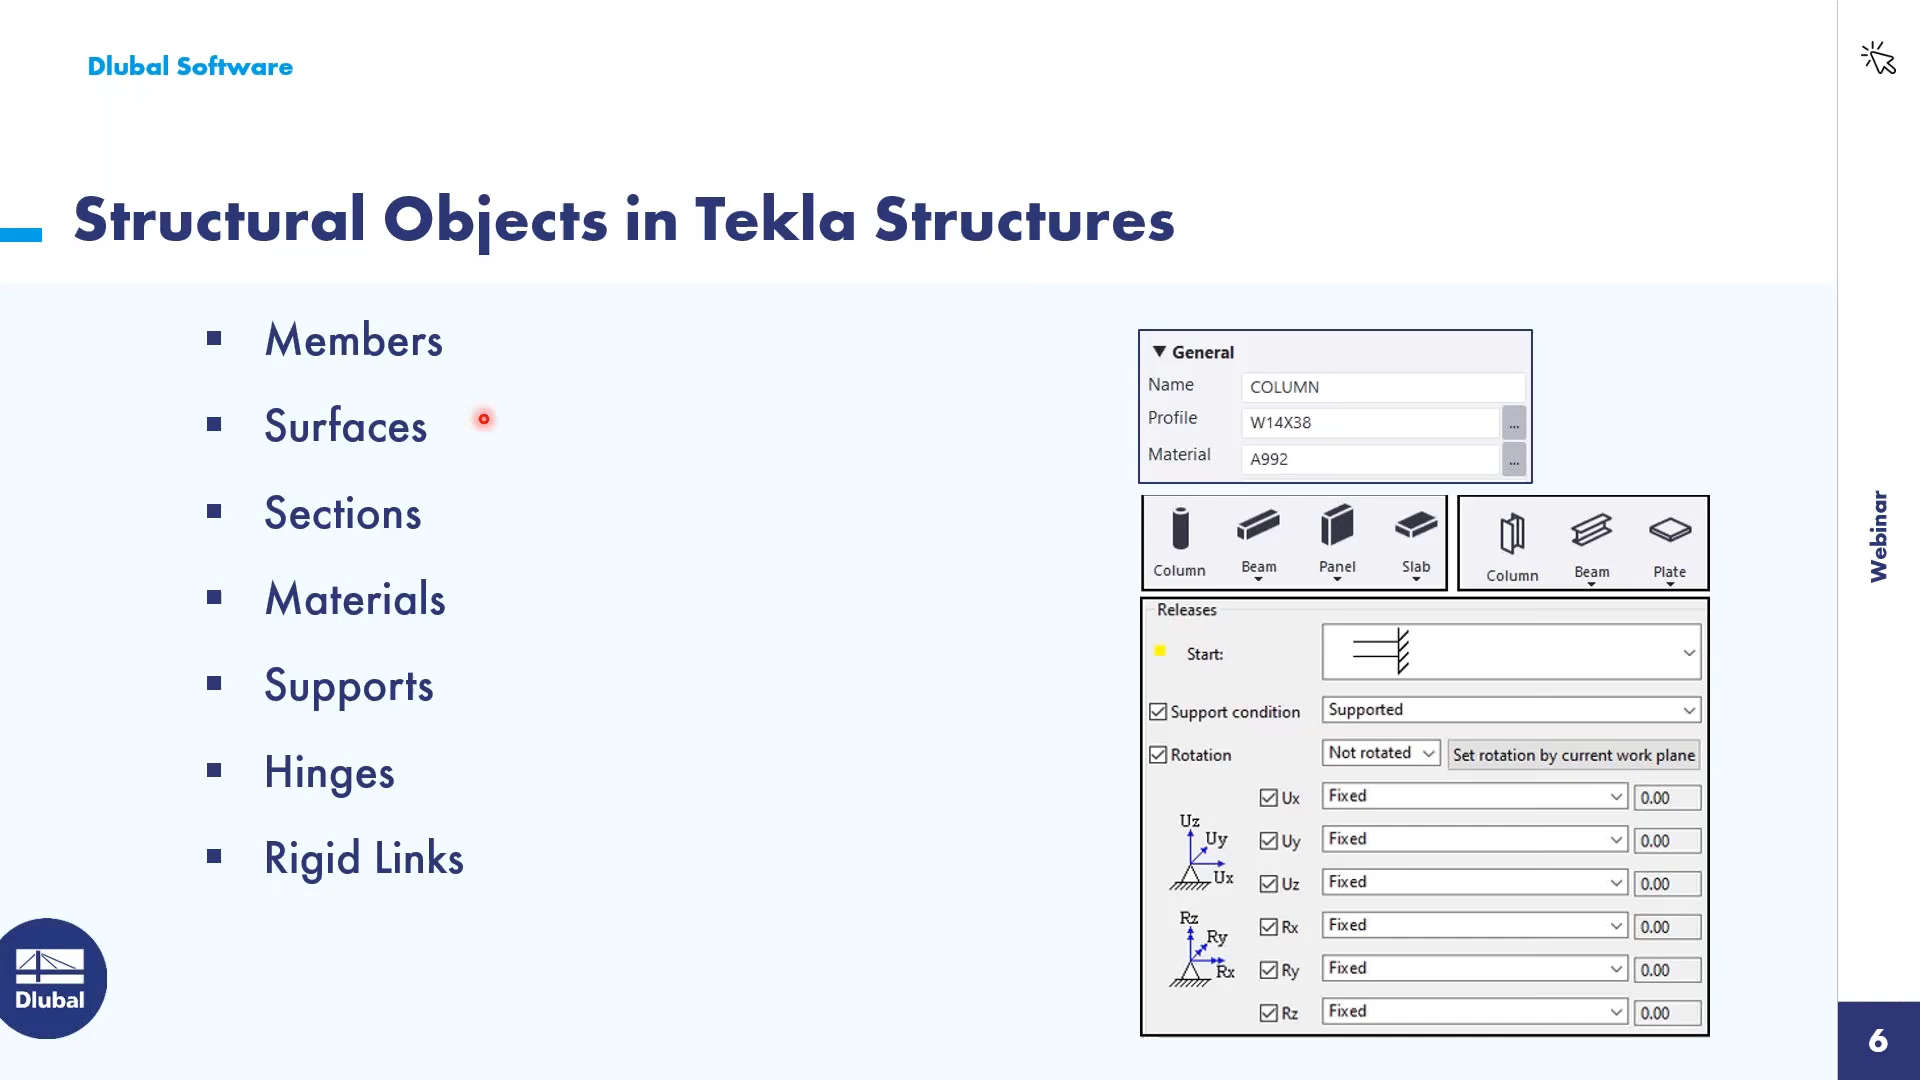 Dlubal Software
Structural Objects in Tekla Structures
▪ Members
▪ Surfaces
▪ Sections
▪ Materials
▪ Supports
▪ Hinges
▪ Rigid Links
▼ General
Name COLUMN
Profile W14X38 ...
Material A992 ...
Column Beam Panel Slab
Column Beam Plate
Releases
Start:
Support condition Supported
Rotation Not rotated Set rotation by current work plane
Ux Fixed 0.00
Uy Fixed 0.00
Uz Fixed 0.00
Rx Fixed 0.00
Ry Fixed 0.00
Rz Fixed 0.00
Uz
Uy
Ux
Rz
Ry
Rx
Dlubal
Webinar
6